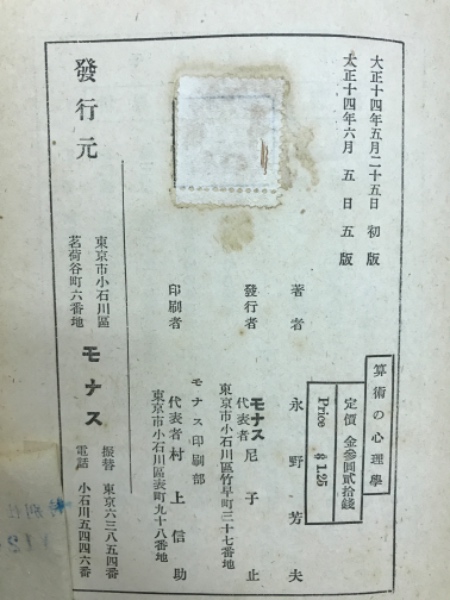 大正十四年五月二十五日 初版
大正十四年六月五日五版
算術の心理學
定價 金參圓貳拾錢
Price $1.25
著者 永野芳夫
發行者 モナス代表者 尼子止
東京市小石川區竹早町三十七番地
印刷者 モナス印刷部
代表者 村上信助
東京市小石川區表町九十八番地
發行元
東京市小石川區
茗荷谷町六番地
モナス
振替 東京六三八五四番
電話 小石川五四四六番